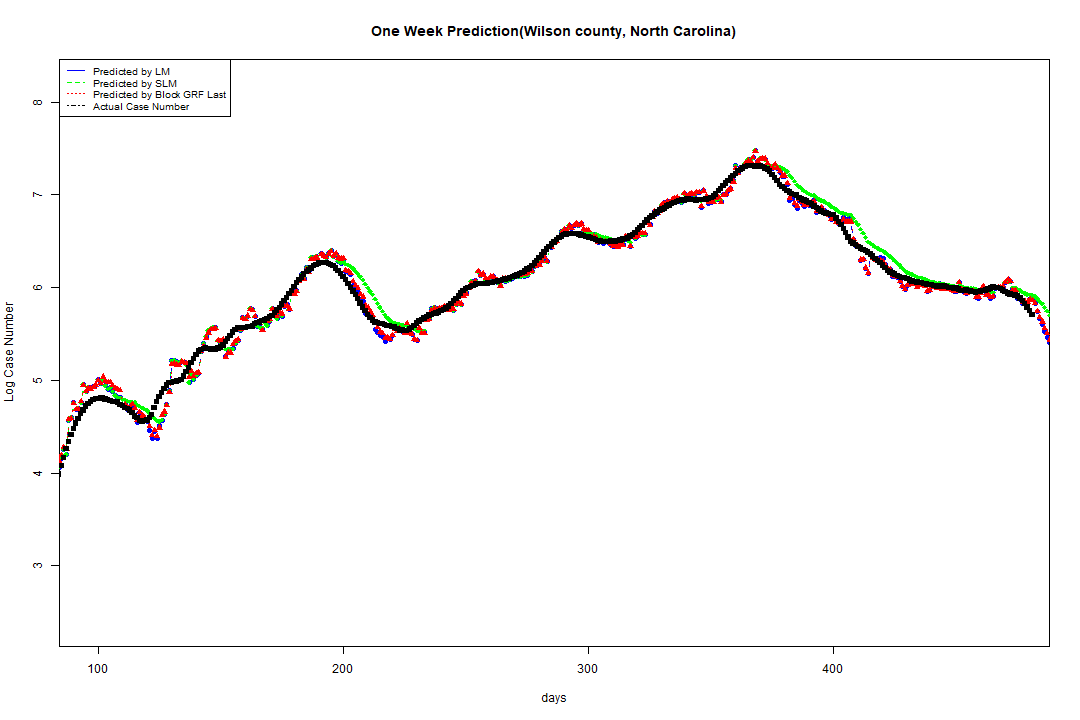 One Week Prediction(Wilson county, North Carolina)
Predicted by LM
Predicted by SLM
Predicted by Block GRF Last
Actual Case Number
8
7
6
5
4
3
Log Case Number
100 200 300 400
days